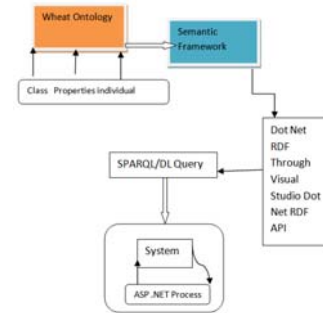 Wheat Ontology
Semantic
Framework
Class Properties individual
Dot Net
RDF
Through
Visual
Studio Dot
Net RDF
API
SPARQL/DL Query
System
ASP .NET Process